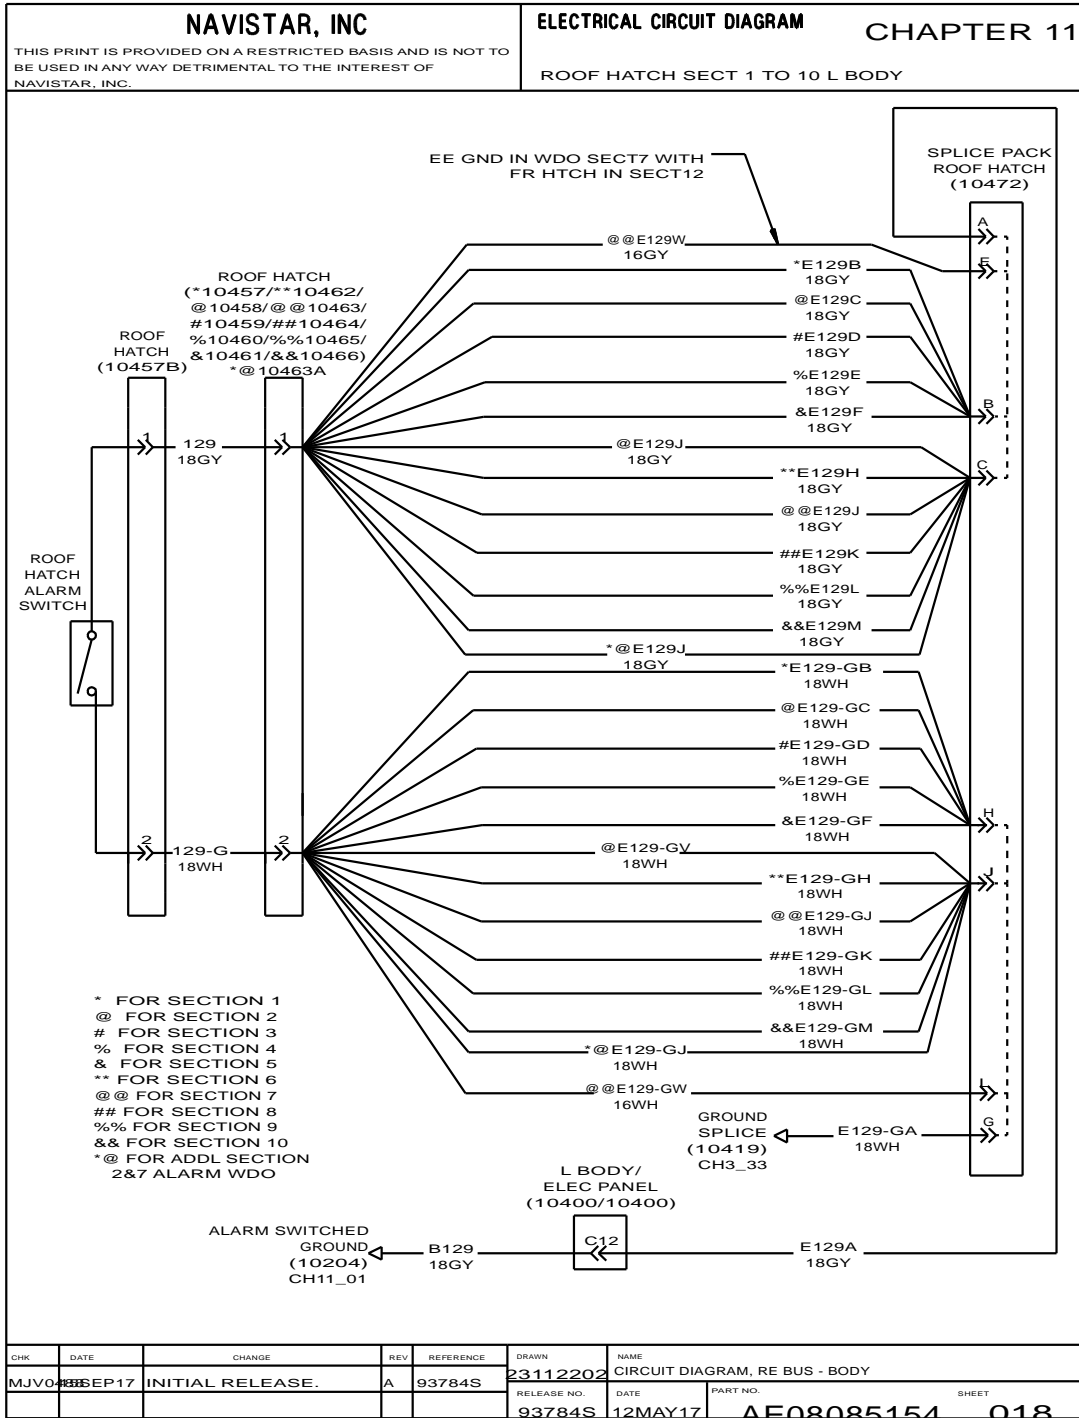 NAVISTAR, INC
THIS PRINT IS PROVIDED ON A RESTRICTED BASIS AND IS NOT TO
BE USED IN ANY WAY DETRIMENTAL TO THE INTEREST OF
NAVISTAR, INC.
ELECTRICAL CIRCUIT DIAGRAM
CHAPTER 11
ROOF HATCH SECT 1 TO 10 L BODY
EE GND IN WDO SECT7 WITH
FR HTCH IN SECT12
SPLICE PACK
ROOF HATCH
(10472)
ROOF HATCH
(*10457/**10462/
@10458/@@10463/
#10459/##10464/
%10460/%%10465/
&10461/&&10466)
*@10463A
ROOF
HATCH
(10457B)
ROOF
HATCH
ALARM
SWITCH
1
129
18GY
1
2
129-G
18WH
2
@@E129W
16GY
*E129B
18GY
@E129C
18GY
#E129D
18GY
%E129E
18GY
&E129F
18GY
@E129J
18GY
**E129H
18GY
@@E129J
18GY
##E129K
18GY
%%E129L
18GY
&&E129M
18GY
*@E129J
18GY
*E129-GB
18WH
@E129-GC
18WH
#E129-GD
18WH
%E129-GE
18WH
&E129-GF
18WH
@E129-GV
18WH
**E129-GH
18WH
@@E129-GJ
18WH
##E129-GK
18WH
%%E129-GL
18WH
&&E129-GM
18WH
*@E129-GJ
18WH
@@E129-GW
16WH
A
E
B
C
H
J
L
G
* FOR SECTION 1
@ FOR SECTION 2
# FOR SECTION 3
% FOR SECTION 4
& FOR SECTION 5
** FOR SECTION 6
@@ FOR SECTION 7
## FOR SECTION 8
%% FOR SECTION 9
&& FOR SECTION 10
*@ FOR ADDL SECTION
2&7 ALARM WDO
GROUND
SPLICE
(10419)
CH3_33
E129-GA
18WH
L BODY/
ELEC PANEL
(10400/10400)
C12
ALARM SWITCHED
GROUND
(10204)
CH11_01
B129
18GY
E129A
18GY
CHK DATE CHANGE REV REFERENCE
INITIAL RELEASE. A 93784S
DRAWN
23112202
NAME
CIRCUIT DIAGRAM, RE BUS - BODY
RELEASE NO.
93784S
DATE
12MAY17
PART NO.
AE08085154
SHEET
018